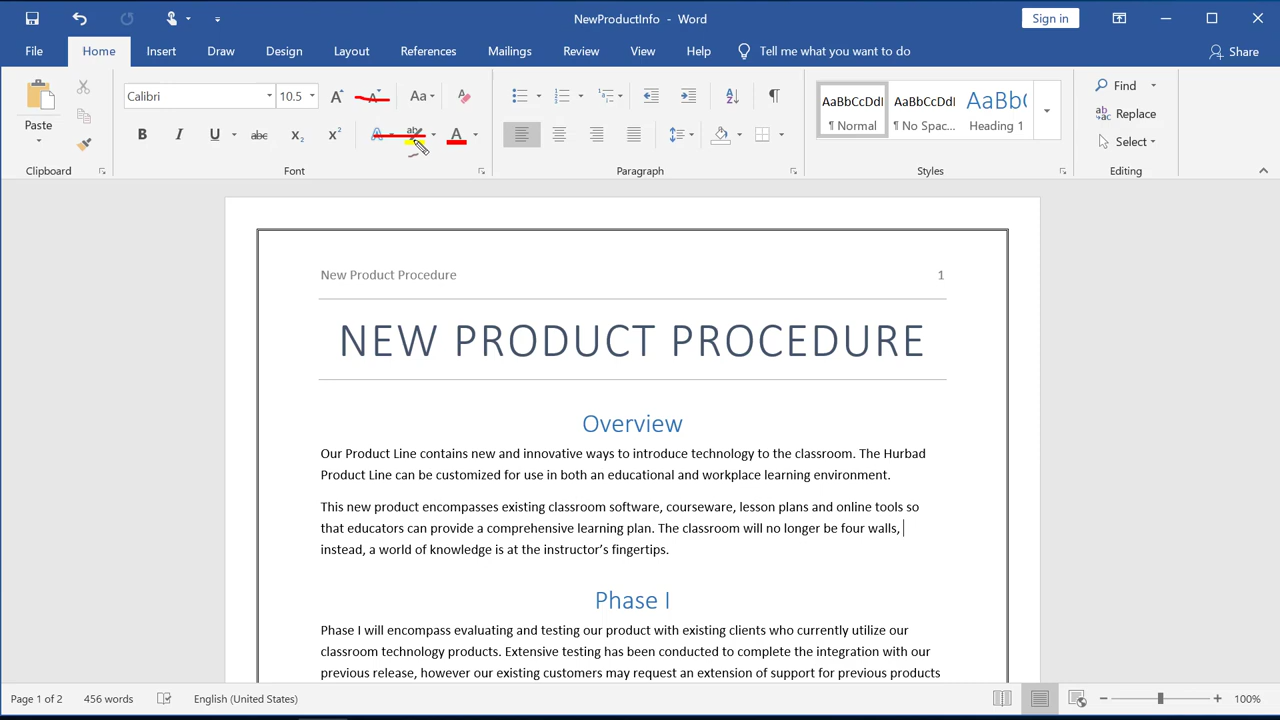 NewProductInfo - Word
Sign in
File Home Insert Draw Design Layout References Mailings Review View Help Tell me what you want to do Share
Paste
Calibri 10.5
Aa
B I U abc X₂ X²
AaBbCcDdI AaBbCcDdI AaBbC
¶ Normal ¶ No Spac... Heading 1
Find
Replace
Select
Clipboard Font Paragraph Styles Editing
New Product Procedure 1
NEW PRODUCT PROCEDURE
Overview
Our Product Line contains new and innovative ways to introduce technology to the classroom. The Hurbad
Product Line can be customized for use in both an educational and workplace learning environment.
This new product encompasses existing classroom software, courseware, lesson plans and online tools so
that educators can provide a comprehensive learning plan. The classroom will no longer be four walls,
instead, a world of knowledge is at the instructor’s fingertips.
Phase I
Phase I will encompass evaluating and testing our product with existing clients who currently utilize our
classroom technology products. Extensive testing has been conducted to complete the integration with our
previous release, however our existing customers may request an extension of support for previous products
Page 1 of 2 456 words English (United States) 100%